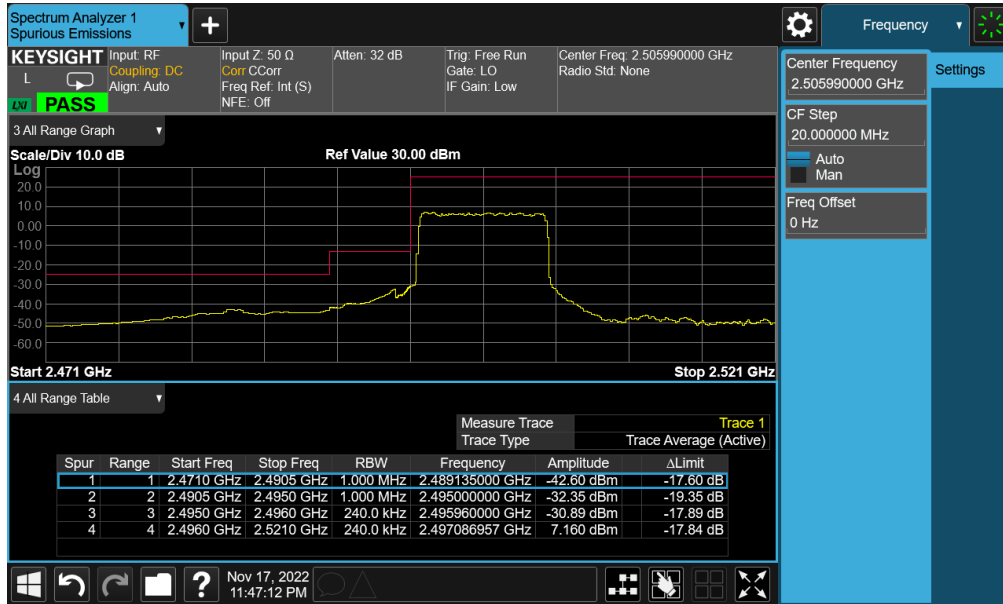 Spectrum Analyzer 1
Spurious Emissions
Frequency
KEYSIGHT
L
LXI
PASS
Input: RF
Coupling: DC
Align: Auto
Input Z: 50 Ω
Corr CCorr
Freq Ref: Int (S)
NFE: Off
Atten: 32 dB
Trig: Free Run
Gate: LO
IF Gain: Low
Center Freq: 2.505990000 GHz
Radio Std: None
Center Frequency
2.505990000 GHz
Settings
CF Step
20.000000 MHz
Auto
Man
Freq Offset
0 Hz
3 All Range Graph
Scale/Div 10.0 dB
Ref Value 30.00 dBm
Log
20.0
10.0
0.00
-10.0
-20.0
-30.0
-40.0
-50.0
-60.0
Start 2.471 GHz
Stop 2.521 GHz
4 All Range Table
Measure Trace Trace 1
Trace Type Trace Average (Active)
Spur Range Start Freq Stop Freq RBW Frequency Amplitude ΔLimit
1 1 2.4710 GHz 2.4905 GHz 1.000 MHz 2.489135000 GHz -42.60 dBm -17.60 dB
2 2 2.4905 GHz 2.4950 GHz 1.000 MHz 2.495000000 GHz -32.35 dBm -19.35 dB
3 3 2.4950 GHz 2.4960 GHz 240.0 kHz 2.495960000 GHz -30.89 dBm -17.89 dB
4 4 2.4960 GHz 2.5210 GHz 240.0 kHz 2.497086957 GHz 7.160 dBm -17.84 dB
?
Nov 17, 2022
11:47:12 PM